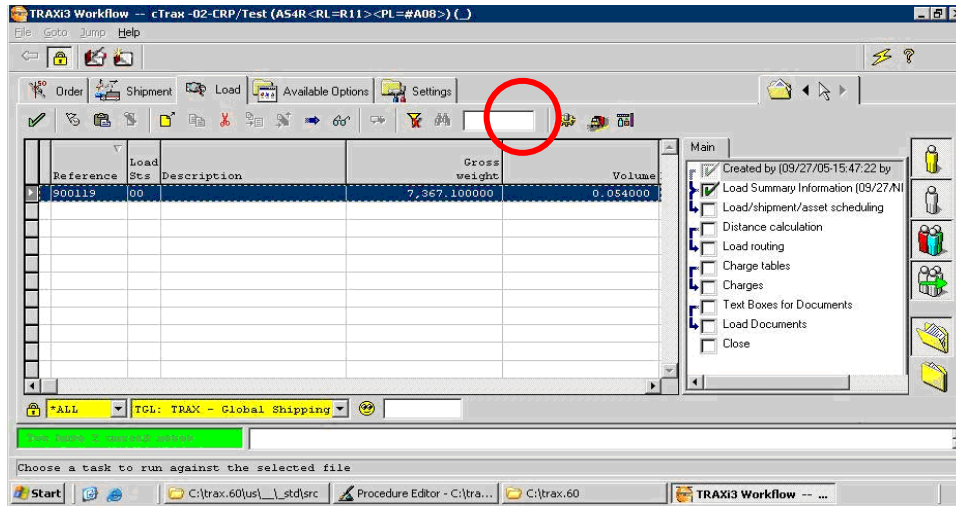 TRAXi3 Workflow -- cTrax -02-CRP/Test (AS4R<RL=R11><PL=#A08>) (_)
File Goto Jump Help
Order Shipment Load Available Options Settings
Reference Load Sts Description Gross weight Volume
900119 00 7,367.100000 0.054000
Main
Created by (09/27/05-15:47:22 by
Load Summary Information (09/27/NI
Load/shipment/asset scheduling
Distance calculation
Load routing
Charge tables
Charges
Text Boxes for Documents
Load Documents
Close
*ALL TGL: TRAX - Global Shipping
You have
Choose a task to run against the selected file
Start C:\trax.60\us\__\_std\src Procedure Editor - C:\tra... C:\trax.60 TRAXi3 Workflow -- ...